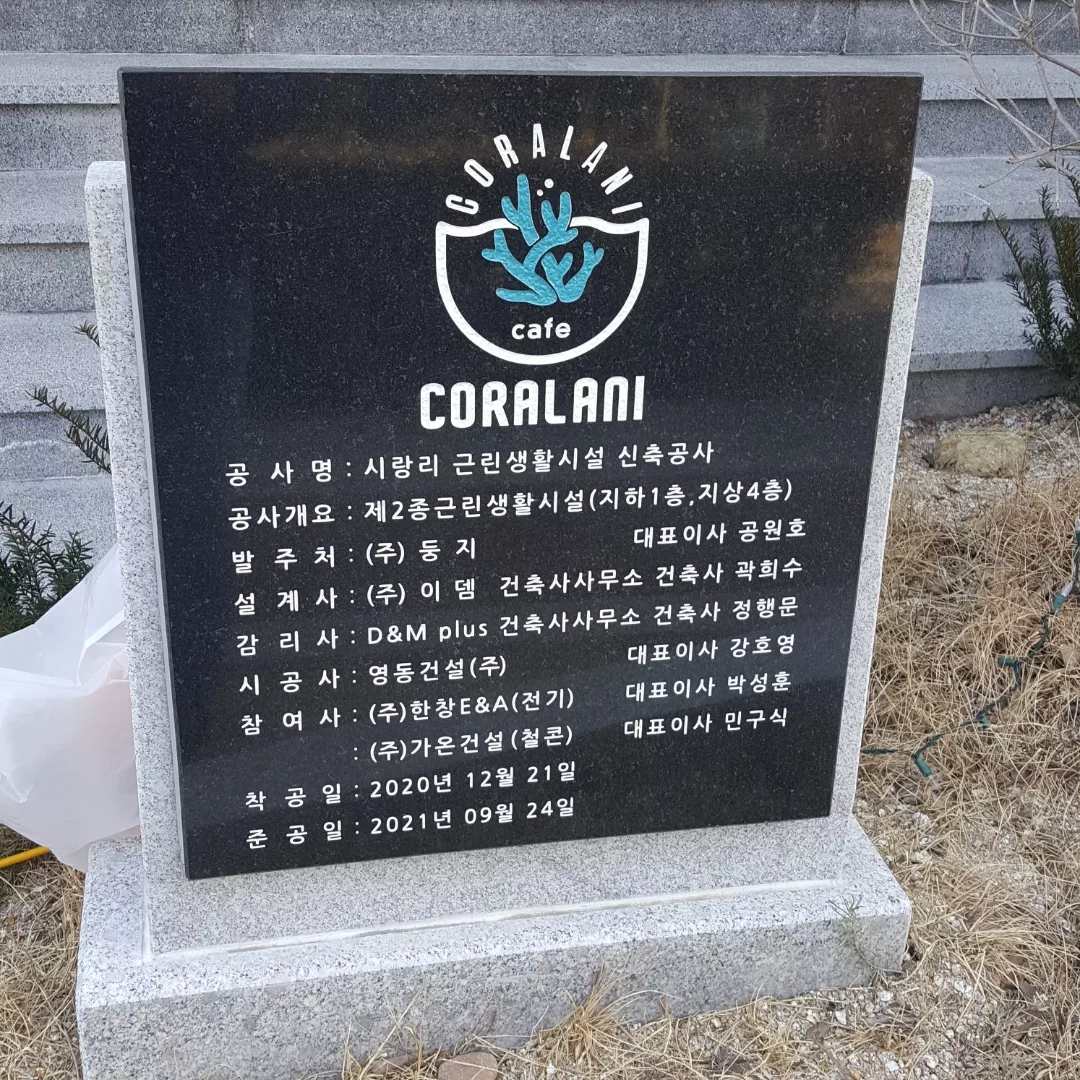 CORALANI
cafe
CORALANI
공 사 명 : 시랑리 근린생활시설 신축공사
공사개요 : 제2종근린생활시설(지하1층,지상4층)
발 주 처 : (주) 둥 지 대표이사 공원호
설 계 사 : (주) 이 뎀 건축사사무소 건축사 곽희수
감 리 사 : D&M plus 건축사사무소 건축사 정행문
시 공 사 : 영동건설(주) 대표이사 강호영
참 여 사 : (주)한창E&A(전기) 대표이사 박성훈
: (주)가온건설(철콘) 대표이사 민구식
착 공 일 : 2020년 12월 21일
준 공 일 : 2021년 09월 24일